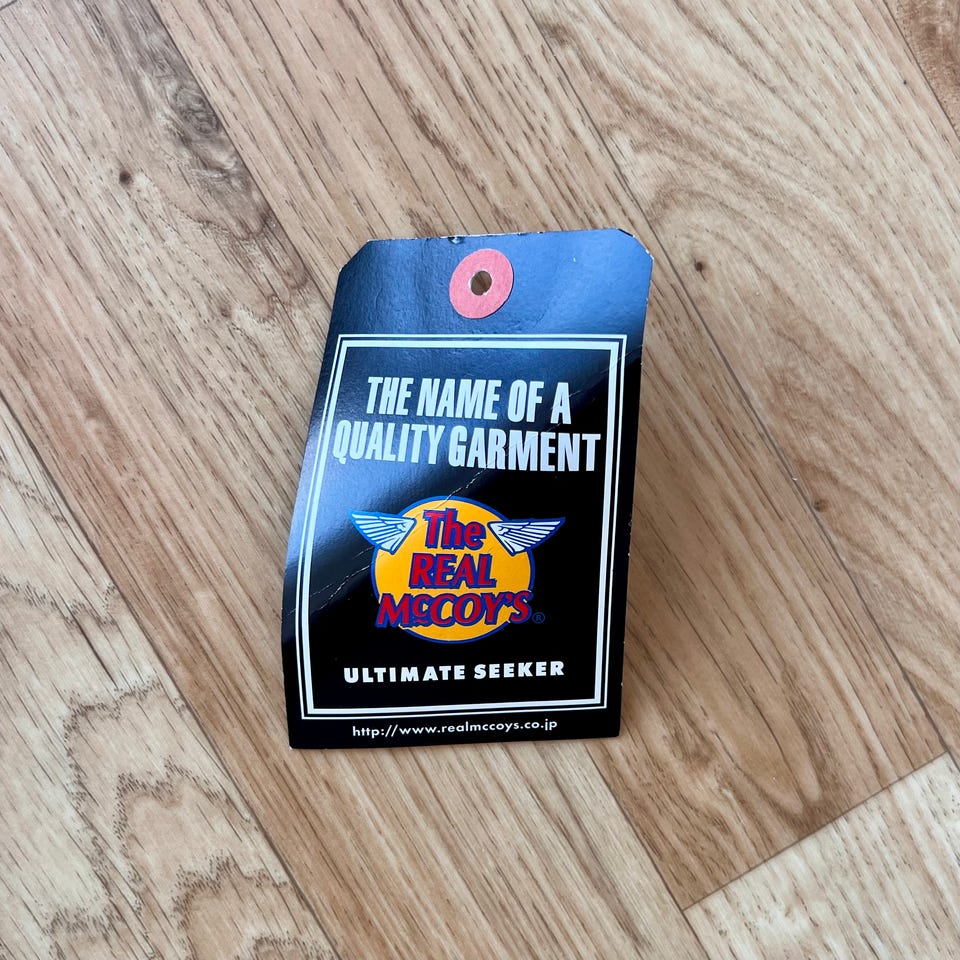 THE NAME OF A
QUALITY GARMENT
The
REAL
McCOY'S®
ULTIMATE SEEKER
http://www.realmccoys.co.jp